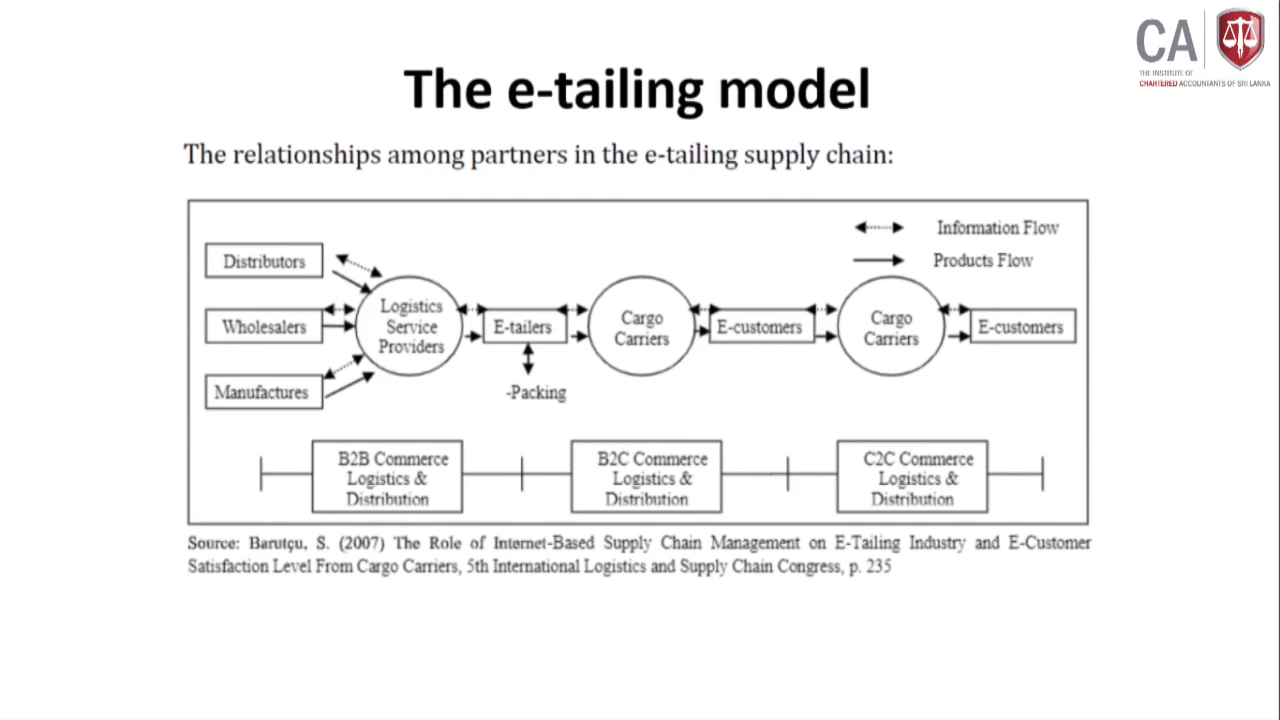 CA
THE INSTITUTE OF
CHARTERED ACCOUNTANTS OF SRI LANKA
The e-tailing model
The relationships among partners in the e-tailing supply chain:
Information Flow
Products Flow
Distributors
Wholesalers
Manufactures
Logistics
Service
Providers
E-tailers
-Packing
Cargo
Carriers
E-customers
Cargo
Carriers
E-customers
B2B Commerce
Logistics &
Distribution
B2C Commerce
Logistics &
Distribution
C2C Commerce
Logistics &
Distribution
Source: Barutçu, S. (2007) The Role of Internet-Based Supply Chain Management on E-Tailing Industry and E-Customer
Satisfaction Level From Cargo Carriers, 5th International Logistics and Supply Chain Congress, p. 235